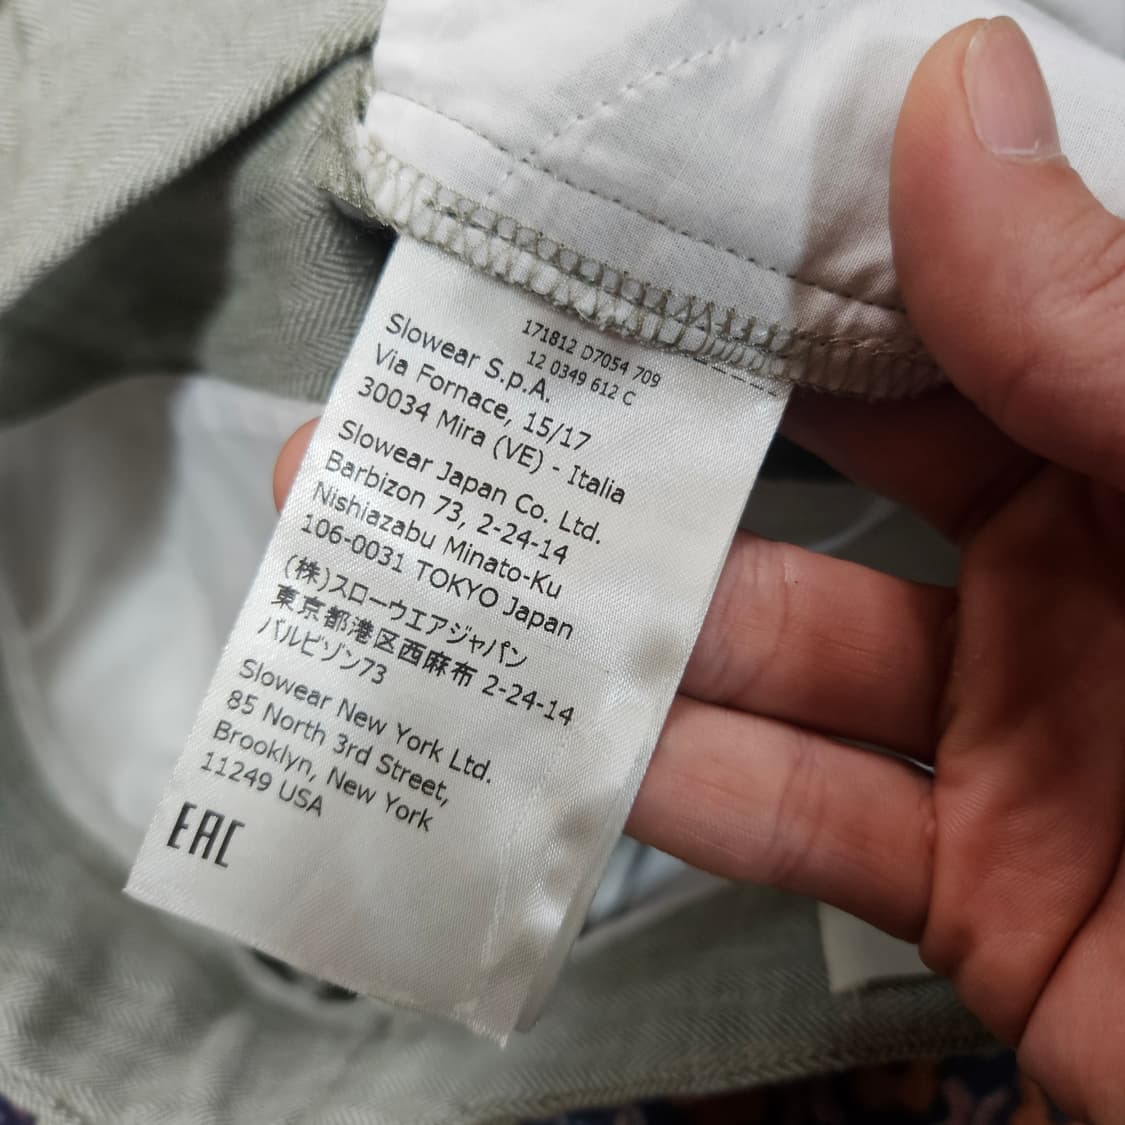 171812 D7054 709
12 0349 612 C
Slowear S.p.A.
Via Fornace, 15/17
30034 Mira (VE) - Italia
Slowear Japan Co. Ltd.
Barbizon 73, 2-24-14
Nishiazabu Minato-Ku
106-0031 TOKYO Japan
(株)スローウエアジャパン
東京都港区西麻布 2-24-14
バルビゾン73
Slowear New York Ltd.
85 North 3rd Street,
Brooklyn, New York
11249 USA
EAC